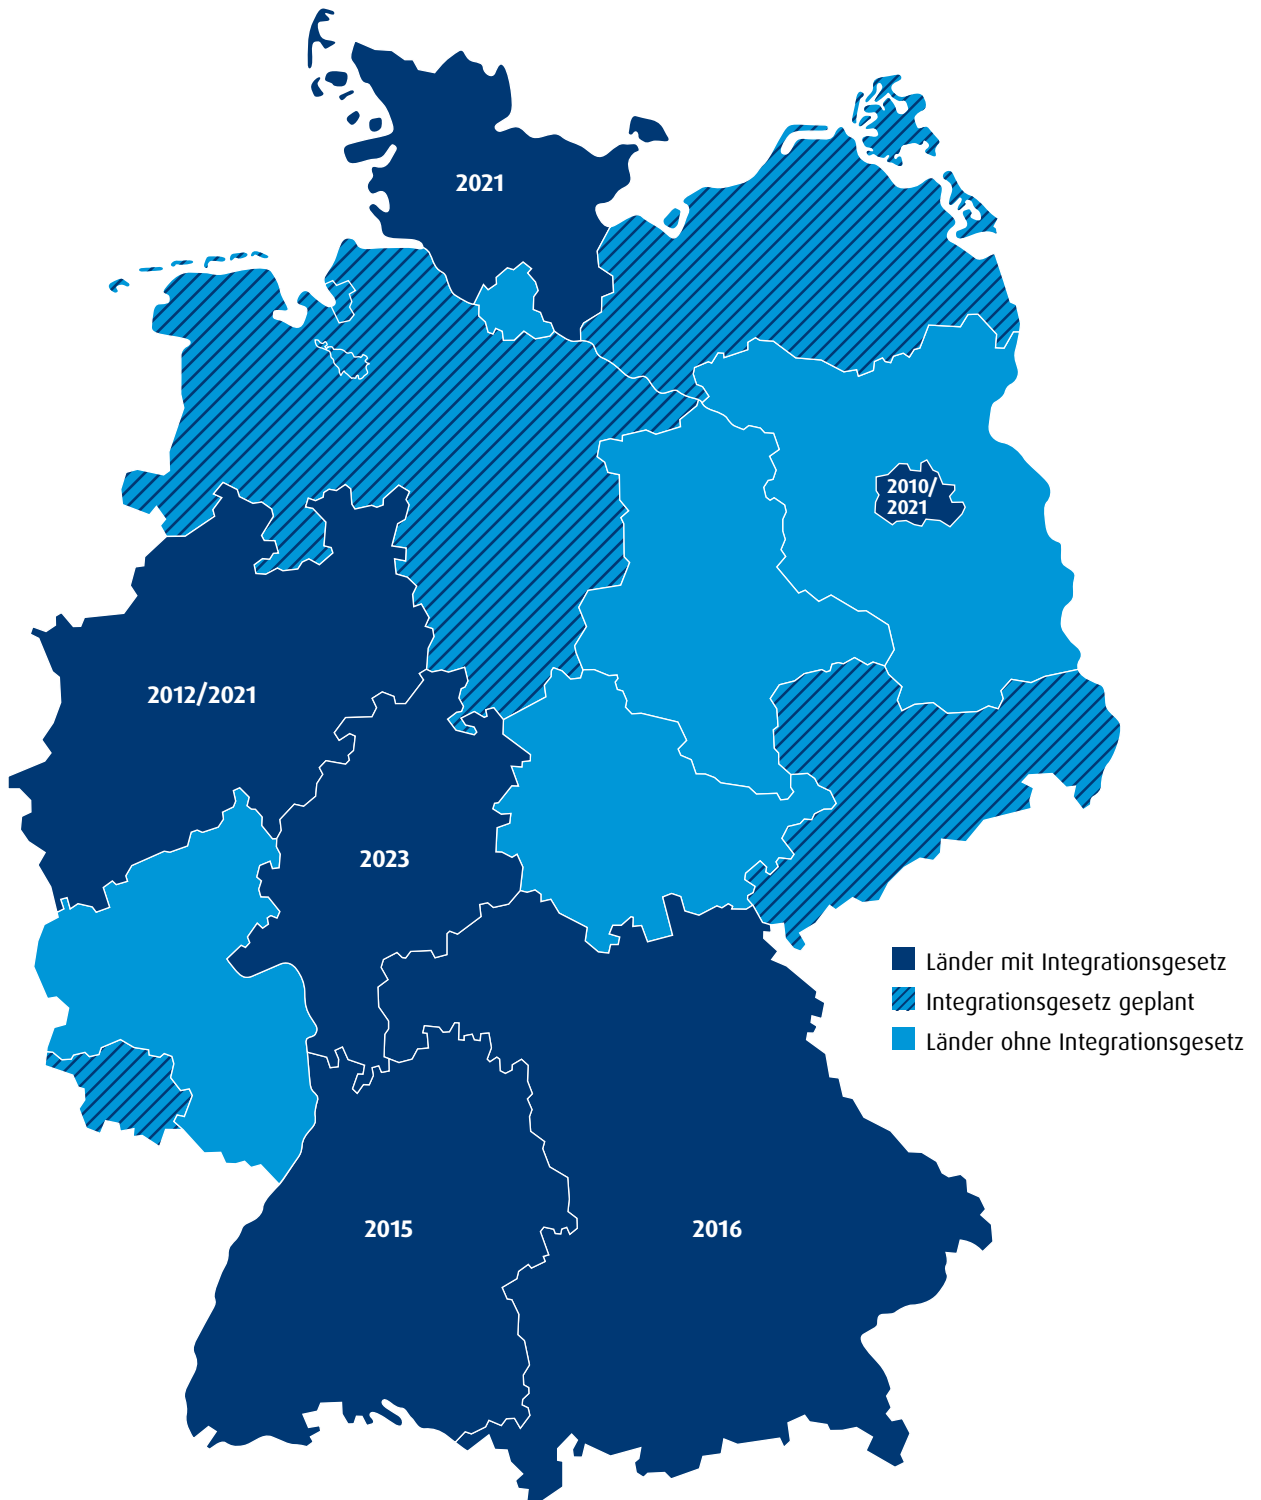 2021
2010/
2021
2012/2021
2023
Länder mit Integrationsgesetz
Integrationsgesetz geplant
Länder ohne Integrationsgesetz
2015
2016